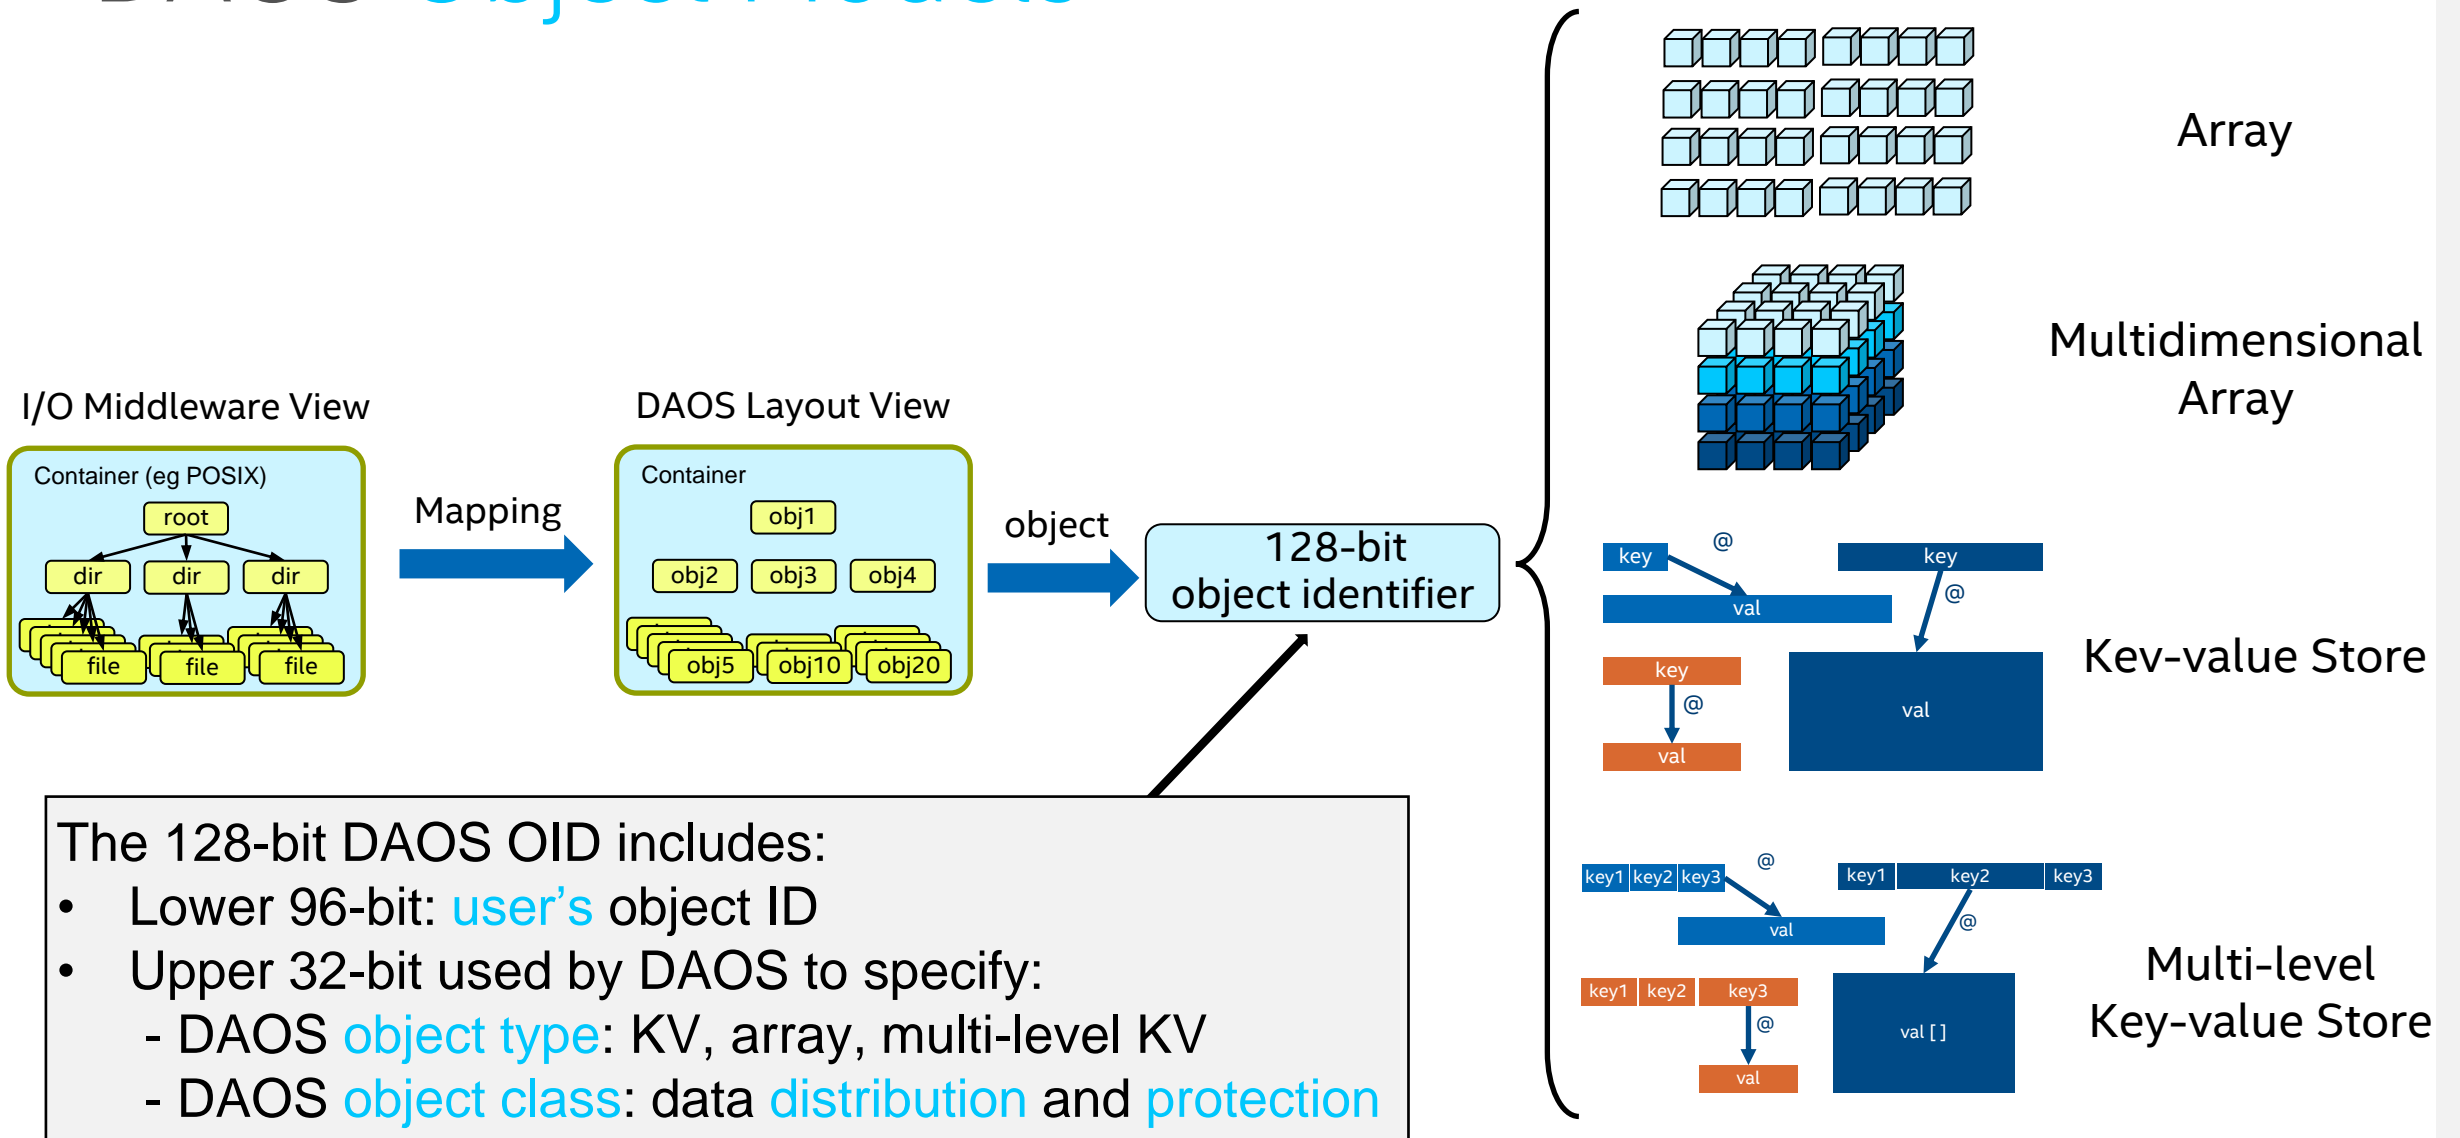 DAOS Object Models
I/O Middleware View
Container (eg POSIX)
root
dir dir dir
file file file
Mapping
DAOS Layout View
Container
obj1
obj2 obj3 obj4
obj5 obj10 obj20
object
128-bit
object identifier
Array
Multidimensional
Array
key @ key
@
val
key
@
val
val
Kev-value Store
key1 key2 key3 @ key1 key2 key3
@
val
key1 key2 key3
@
val [ ]
val
Multi-level
Key-value Store
The 128-bit DAOS OID includes:
• Lower 96-bit: user’s object ID
• Upper 32-bit used by DAOS to specify:
- DAOS object type: KV, array, multi-level KV
- DAOS object class: data distribution and protection